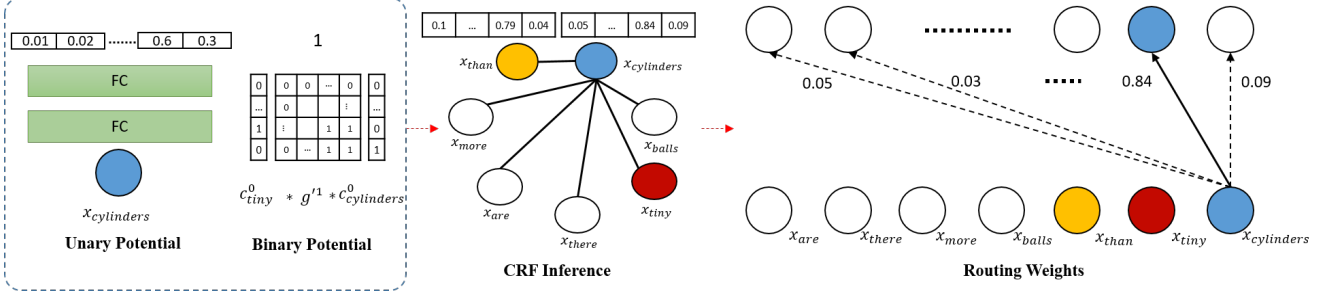 0.01 0.02 ....... 0.6 0.3
FC
FC
x_cylinders
Unary Potential
1
0 0 0 ... 0 0
... 0 ⋮ ...
1 ⋮ 1 1 0
0 0 ... 1 1 1
c^0_tiny * g'^1 * c^0_cylinders
Binary Potential
0.1 ... 0.79 0.04 0.05 ... 0.84 0.09
x_than x_cylinders
x_more x_balls
x_are x_tiny
x_there
CRF Inference
0.05 0.03 ..... 0.84 0.09
x_are x_there x_more x_balls x_than x_tiny x_cylinders
Routing Weights